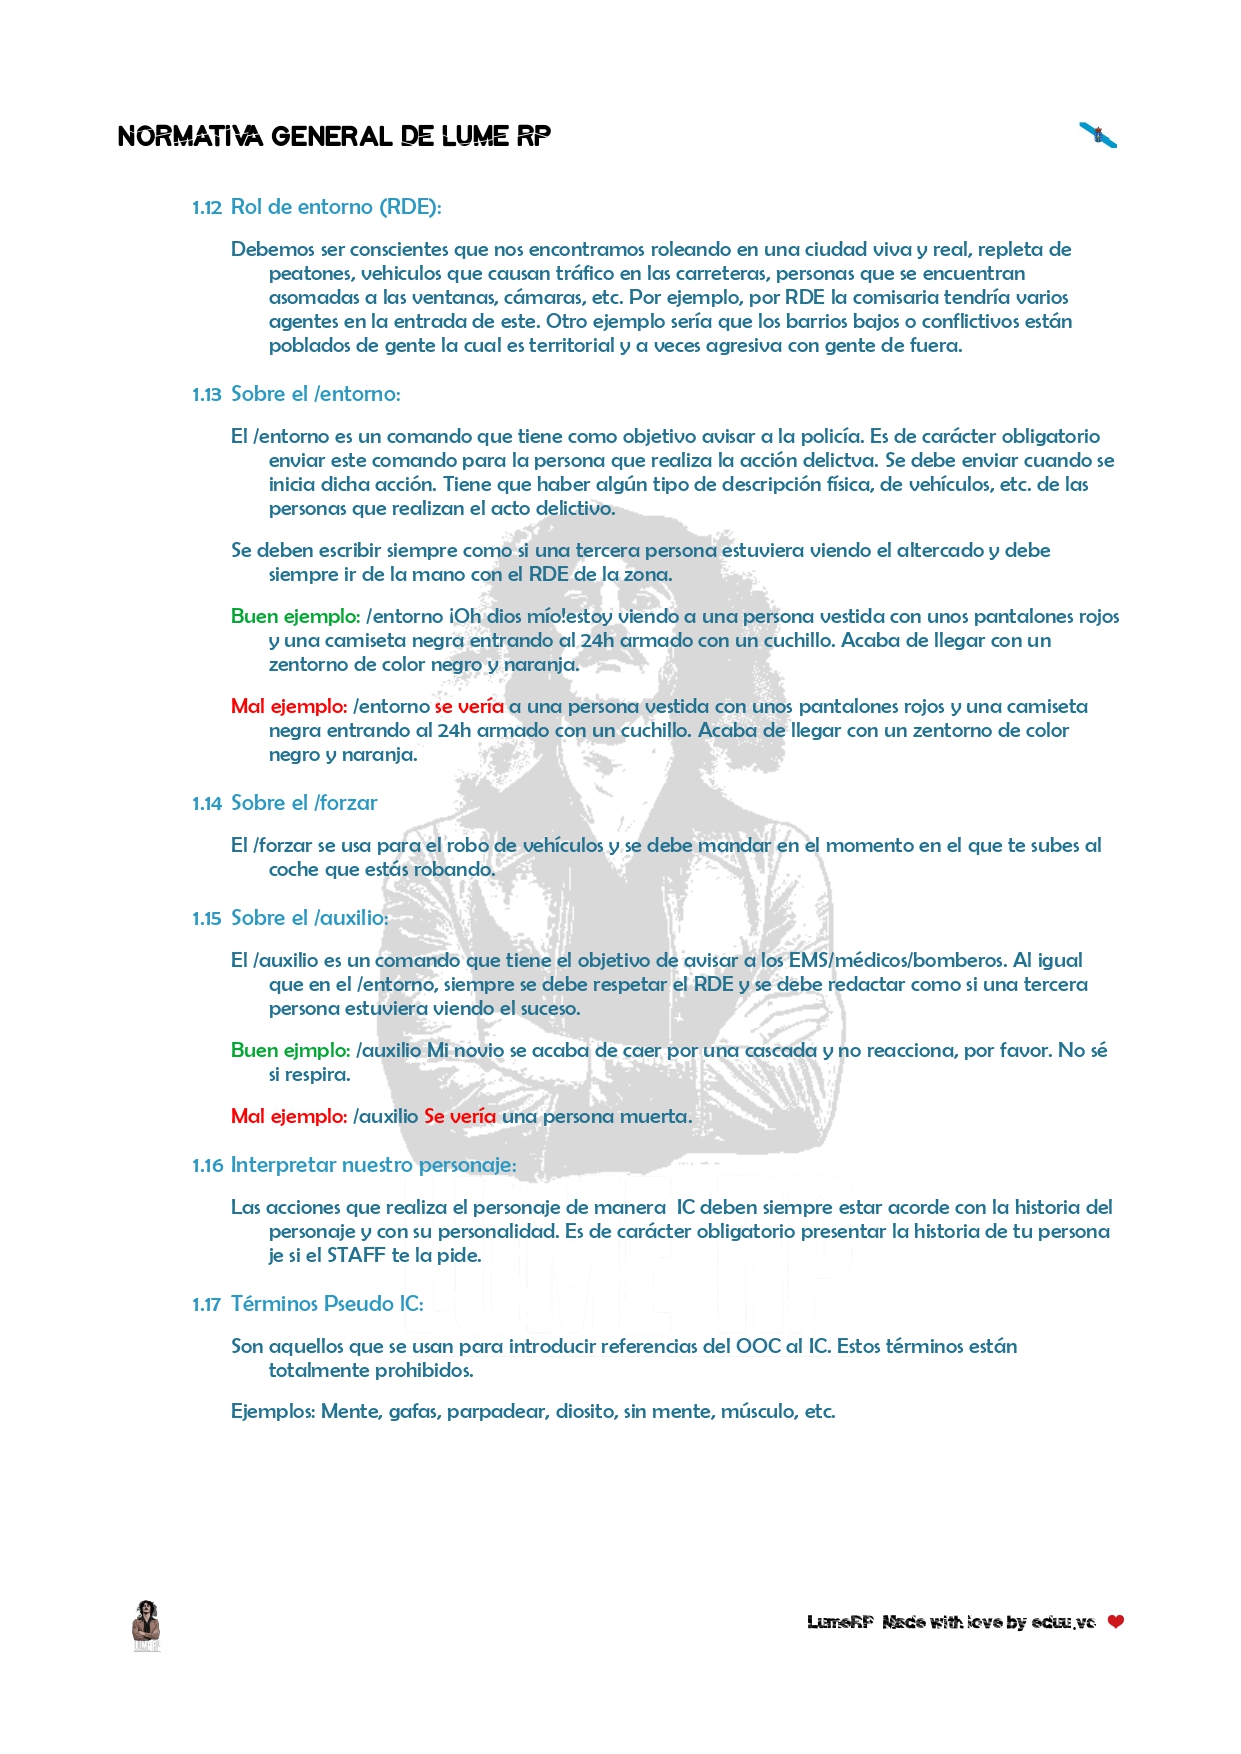 NORMATIVA GENERAL DE LUME RP
1.12 Rol de entorno (RDE):
Debemos ser conscientes que nos encontramos roleando en una ciudad viva y real, repleta de
peatones, vehiculos que causan tráfico en las carreteras, personas que se encuentran
asomadas a las ventanas, cámaras, etc. Por ejemplo, por RDE la comisaria tendría varios
agentes en la entrada de este. Otro ejemplo sería que los barrios bajos o conflictivos están
poblados de gente la cual es territorial y a veces agresiva con gente de fuera.
1.13 Sobre el /entorno:
El /entorno es un comando que tiene como objetivo avisar a la policía. Es de carácter obligatorio
enviar este comando para la persona que realiza la acción delictva. Se debe enviar cuando se
inicia dicha acción. Tiene que haber algún tipo de descripción física, de vehículos, etc. de las
personas que realizan el acto delictivo.
Se deben escribir siempre como si una tercera persona estuviera viendo el altercado y debe
siempre ir de la mano con el RDE de la zona.
Buen ejemplo: /entorno ¡Oh dios mío!estoy viendo a una persona vestida con unos pantalones rojos
y una camiseta negra entrando al 24h armado con un cuchillo. Acaba de llegar con un
zentorno de color negro y naranja.
Mal ejemplo: /entorno se vería a una persona vestida con unos pantalones rojos y una camiseta
negra entrando al 24h armado con un cuchillo. Acaba de llegar con un zentorno de color
negro y naranja.
1.14 Sobre el /forzar
El /forzar se usa para el robo de vehículos y se debe mandar en el momento en el que te subes al
coche que estás robando.
1.15 Sobre el /auxilio:
El /auxilio es un comando que tiene el objetivo de avisar a los EMS/médicos/bomberos. Al igual
que en el /entorno, siempre se debe respetar el RDE y se debe redactar como si una tercera
persona estuviera viendo el suceso.
Buen ejmplo: /auxilio Mi novio se acaba de caer por una cascada y no reacciona, por favor. No sé
si respira.
Mal ejemplo: /auxilio Se vería una persona muerta.
1.16 Interpretar nuestro personaje:
Las acciones que realiza el personaje de manera  IC deben siempre estar acorde con la historia del
personaje y con su personalidad. Es de carácter obligatorio presentar la historia de tu persona
je si el STAFF te la pide.
1.17 Términos Pseudo IC:
Son aquellos que se usan para introducir referencias del OOC al IC. Estos términos están
totalmente prohibidos.
Ejemplos: Mente, gafas, parpadear, diosito, sin mente, músculo, etc.
LUME RP
LumeRP Made with love by eduu.vc